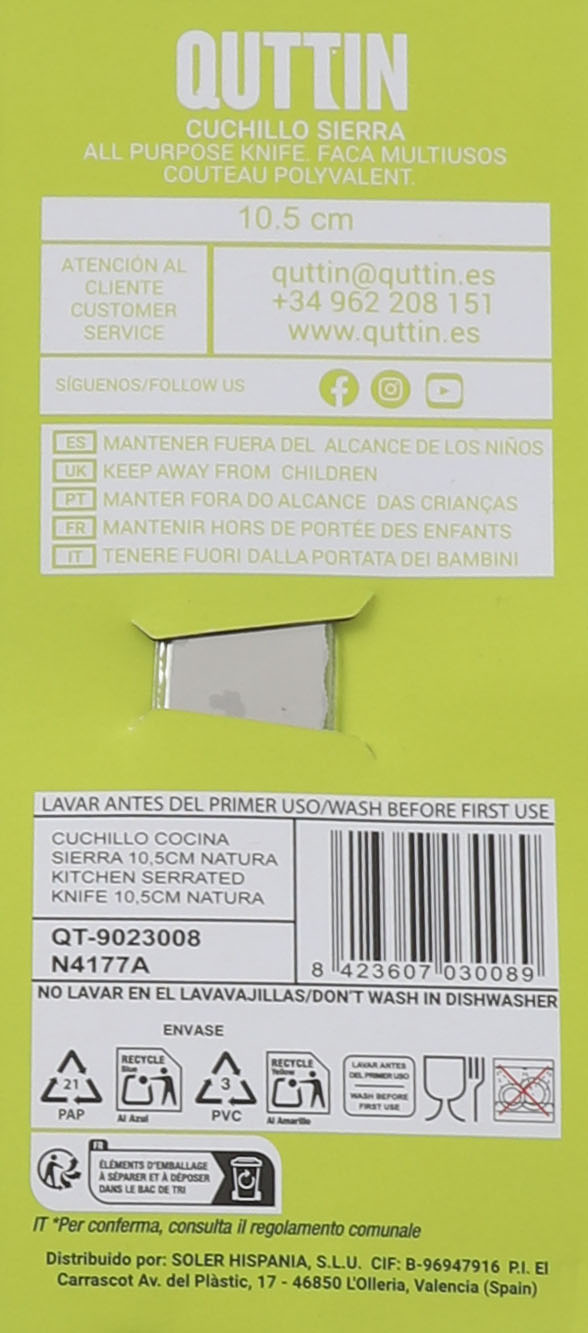 QUTTIN
CUCHILLO SIERRA
ALL PURPOSE KNIFE. FACA MULTIUSOS
COUTEAU POLYVALENT.
10.5 cm
ATENCIÓN AL
CLIENTE
CUSTOMER
SERVICE
quttin@quttin.es
+34 962 208 151
www.quttin.es
SÍGUENOS/FOLLOW US
ES MANTENER FUERA DEL ALCANCE DE LOS NIÑOS
UK KEEP AWAY FROM CHILDREN
PT MANTER FORA DO ALCANCE DAS CRIANÇAS
FR MANTENIR HORS DE PORTÉE DES ENFANTS
IT TENERE FUORI DALLA PORTATA DEI BAMBINI
LAVAR ANTES DEL PRIMER USO/WASH BEFORE FIRST USE
CUCHILLO COCINA
SIERRA 10,5CM NATURA
KITCHEN SERRATED
KNIFE 10,5CM NATURA
QT-9023008
N4177A
8 423607 030089
NO LAVAR EN EL LAVAVAJILLAS/DON'T WASH IN DISHWASHER
ENVASE
21
PAP
RECYCLE
Blue
Al Azul
3
PVC
RECYCLE
Yellow
Al Amarillo
LAVAR ANTES
DEL PRIMER USO
WASH BEFORE
FIRST USE
FR
ÉLÉMENTS D'EMBALLAGE
À SÉPARER ET À DÉPOSER
DANS LE BAC DE TRI
IT *Per conferma, consulta il regolamento comunale
Distribuido por: SOLER HISPANIA, S.L.U. CIF: B-96947916 P.I. El
Carrascot Av. del Plàstic, 17 - 46850 L'Olleria, Valencia (Spain)